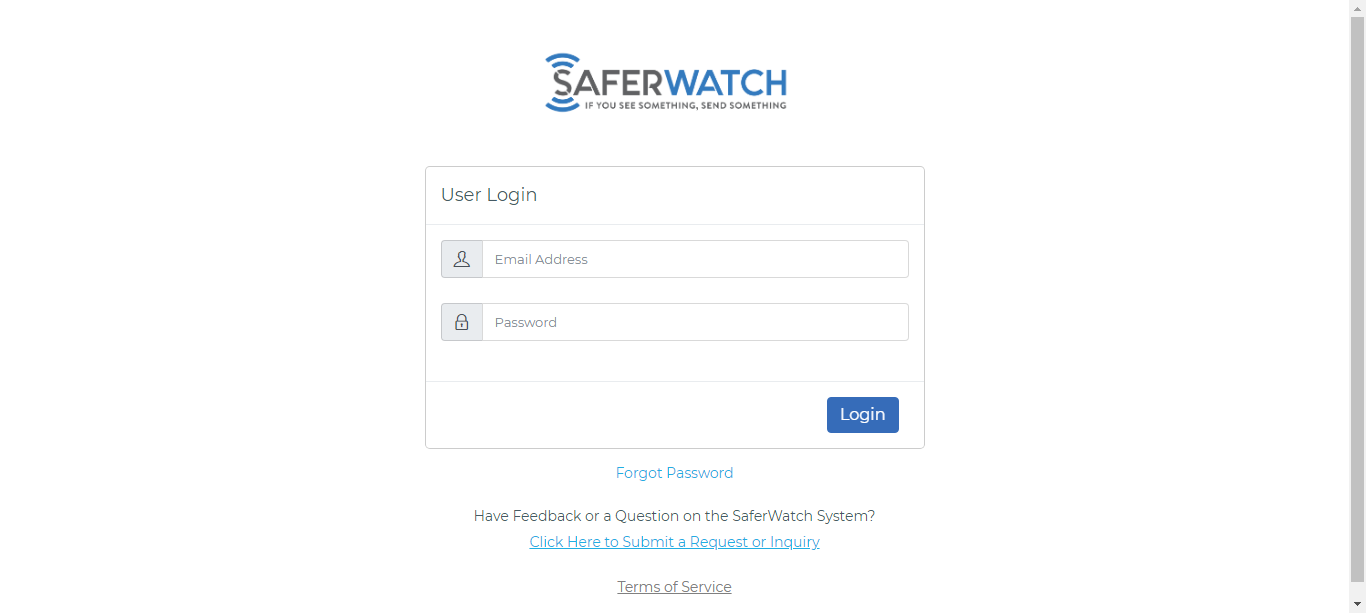 SAFERWATCH
IF YOU SEE SOMETHING, SEND SOMETHING
User Login
Email Address
Password
Login
Forgot Password
Have Feedback or a Question on the SaferWatch System?
Click Here to Submit a Request or Inquiry
Terms of Service